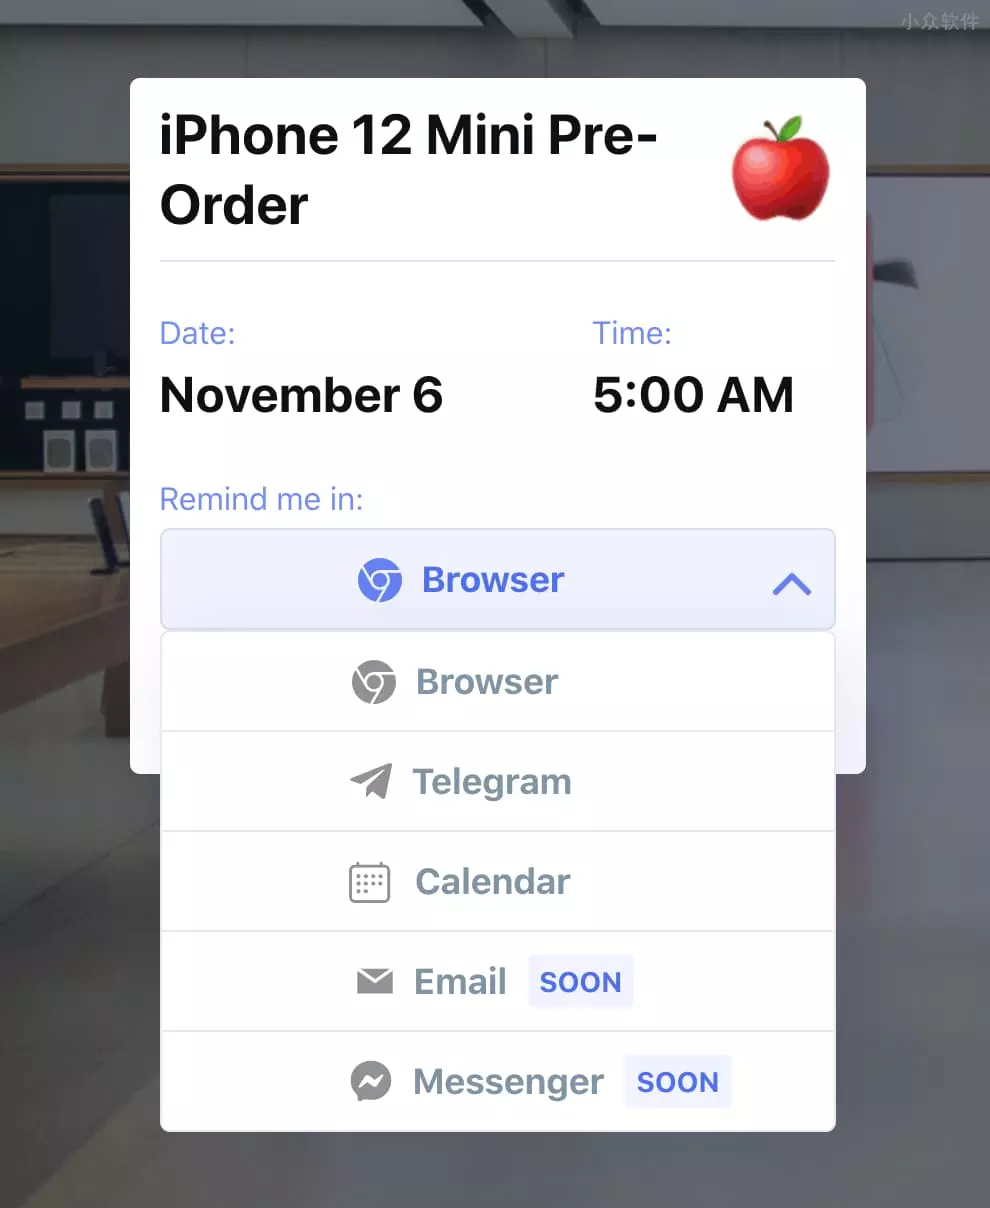 小众软件
iPhone 12 Mini Pre-
Order
Date:
Time:
November 6
5:00 AM
Remind me in:
Browser
Browser
Telegram
Calendar
Email SOON
Messenger SOON